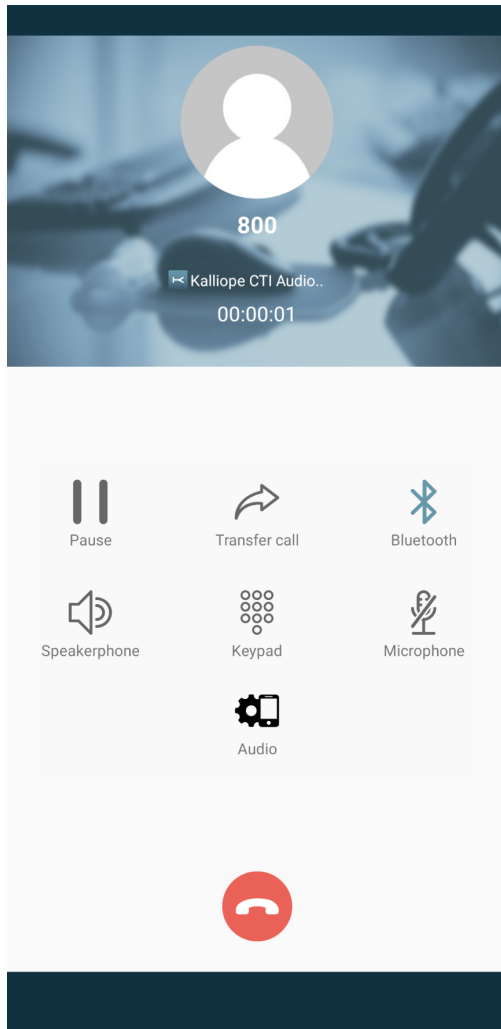 800
Kalliope CTI Audio..
00:00:01
Pause
Transfer call
Bluetooth
Speakerphone
Keypad
Microphone
Audio